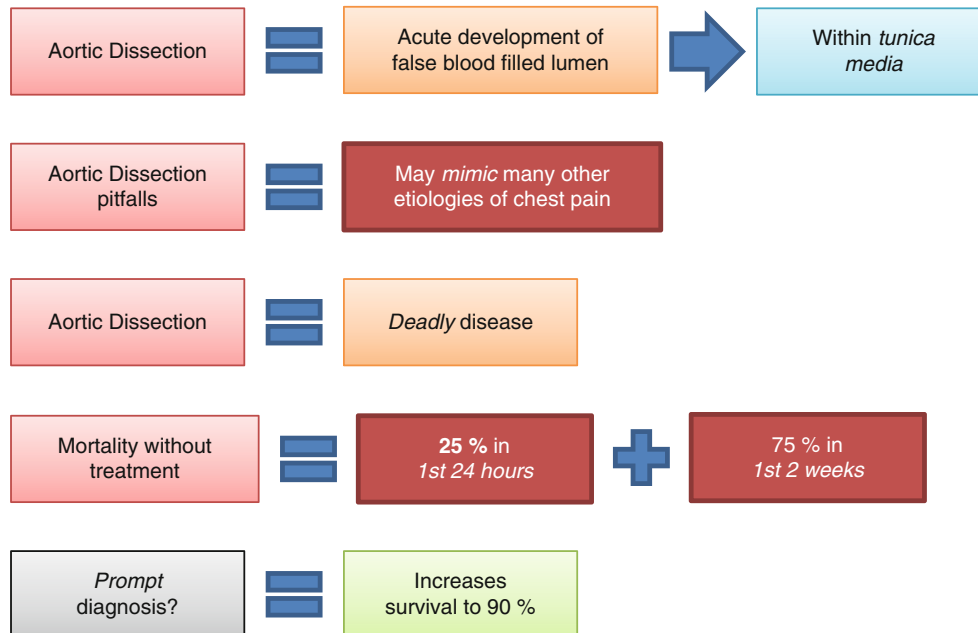 Aortic Dissection
Acute development of
false blood filled lumen
Within tunica
media
Aortic Dissection
pitfalls
May mimic many other
etiologies of chest pain
Aortic Dissection
Deadly disease
Mortality without
treatment
25 % in
1st 24 hours
75 % in
1st 2 weeks
Prompt
diagnosis?
Increases
survival to 90 %